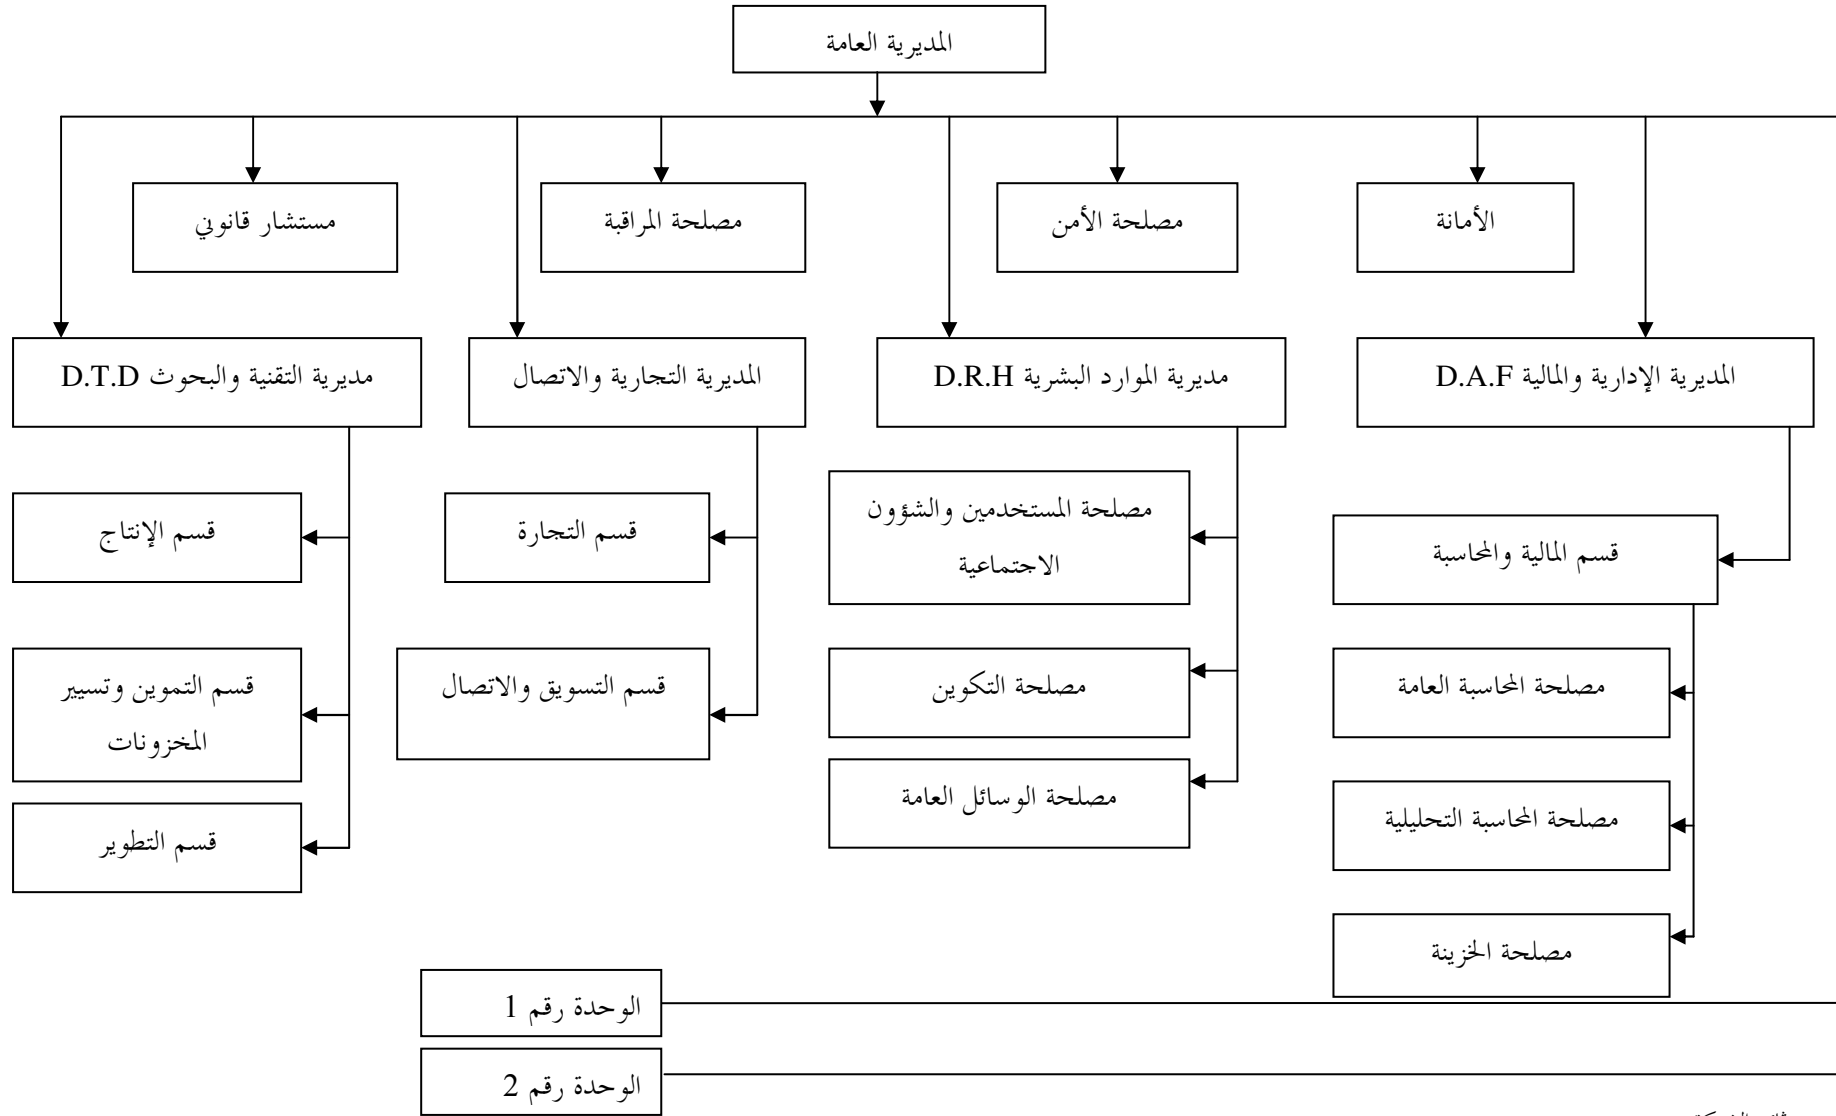 المديرية العامة
الأمانة
مصلحة الأمن
مصلحة المراقبة
مستشار قانوني
المديرية الإدارية والمالية D.A.F
مديرية الموارد البشرية D.R.H
المديرية التجارية والاتصال
مديرية التقنية والبحوث D.T.D
قسم المالية والمحاسبة
مصلحة المحاسبة العامة
مصلحة المحاسبة التحليلية
مصلحة الخزينة
مصلحة المستخدمين والشؤون
الاجتماعية
مصلحة التكوين
مصلحة الوسائل العامة
قسم التجارة
قسم التسويق والاتصال
قسم الإنتاج
قسم التموين وتسيير
المخزونات
قسم التطوير
الوحدة رقم 1
الوحدة رقم 2